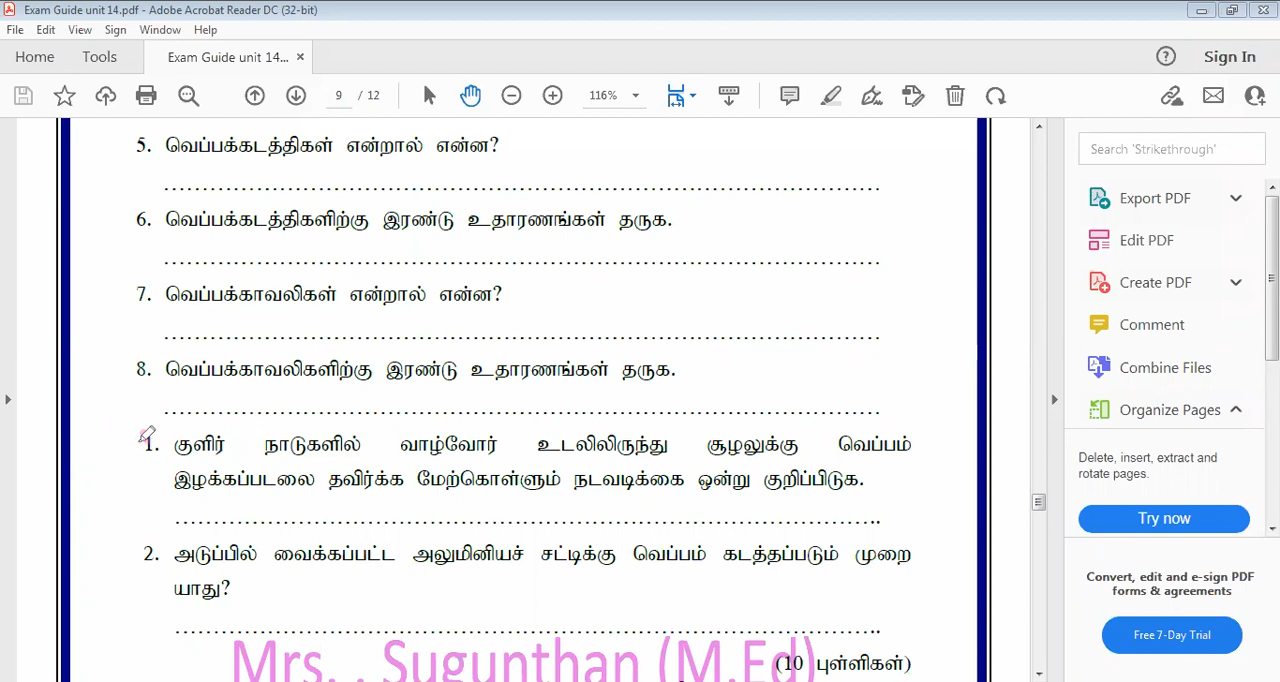 Exam Guide unit 14.pdf - Adobe Acrobat Reader DC (32-bit)
File Edit View Sign Window Help
Home Tools Exam Guide unit 14... × Sign In
9 / 12 116%
5. வெப்பக்கடத்திகள் என்றால் என்ன?
................................................................................
6. வெப்பக்கடத்திகளிற்கு இரண்டு உதாரணங்கள் தருக.
................................................................................
7. வெப்பக்காவலிகள் என்றால் என்ன?
................................................................................
8. வெப்பக்காவலிகளிற்கு இரண்டு உதாரணங்கள் தருக.
................................................................................
1. குளிர் நாடுகளில் வாழ்வோர் உடலிலிருந்து சூழலுக்கு வெப்பம்
இழக்கப்படலை தவிர்க்க மேற்கொள்ளும் நடவடிக்கை ஒன்று குறிப்பிடுக.
................................................................................
2. அடுப்பில் வைக்கப்பட்ட அலுமினியச் சட்டிக்கு வெப்பம் கடத்தப்படும் முறை
யாது?
................................................................................
Mrs. . Sugunthan (M.Ed)
(10 புள்ளிகள்)
Search 'Strikethrough'
Export PDF
Edit PDF
Create PDF
Comment
Combine Files
Organize Pages
Delete, insert, extract and
rotate pages.
Try now
Convert, edit and e-sign PDF
forms & agreements
Free 7-Day Trial